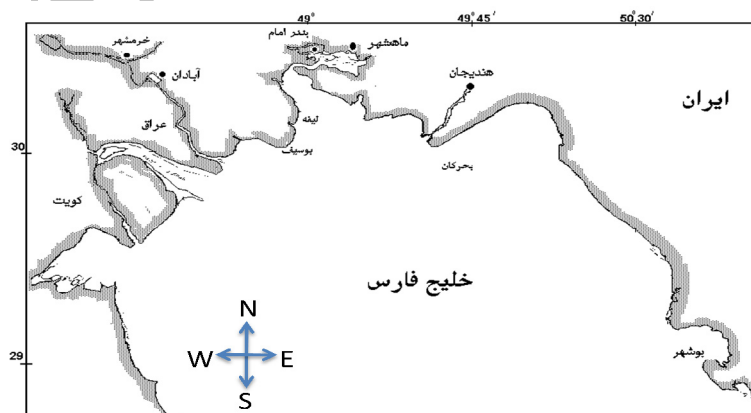 49° 49°45′ 50°30′
خرمشهر
بندر امام
ماهشهر
آبادان
هندیجان
ایران
لیفه
عراق
بوسیف
30
بحرکان
کویت
خلیج فارس
N
W E
S
بوشهر
29